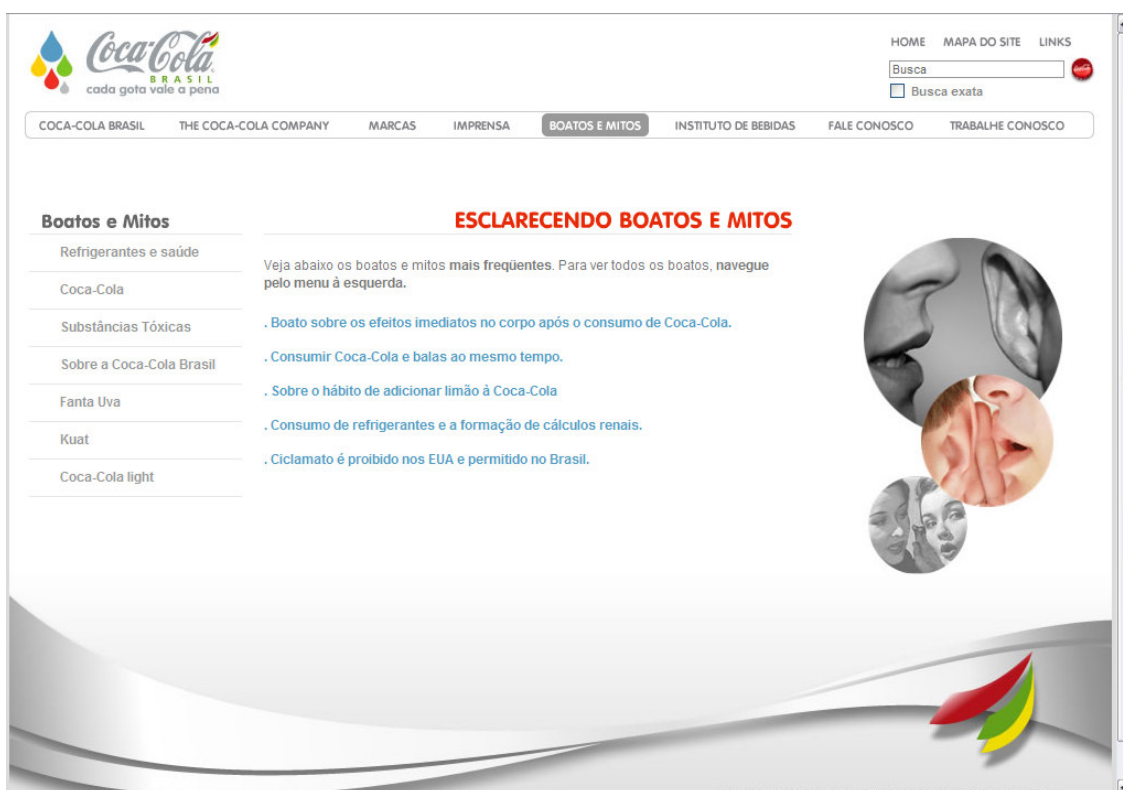 Coca-Cola
BRASIL
cada gota vale a pena
HOME MAPA DO SITE LINKS
Busca
Busca exata
COCA-COLA BRASIL THE COCA-COLA COMPANY MARCAS IMPRENSA BOATOS E MITOS INSTITUTO DE BEBIDAS FALE CONOSCO TRABALHE CONOSCO
Boatos e Mitos
Refrigerantes e saúde
Coca-Cola
Substâncias Tóxicas
Sobre a Coca-Cola Brasil
Fanta Uva
Kuat
Coca-Cola light
ESCLARECENDO BOATOS E MITOS
Veja abaixo os boatos e mitos mais freqüentes. Para ver todos os boatos, navegue
pelo menu à esquerda.
. Boato sobre os efeitos imediatos no corpo após o consumo de Coca-Cola.
. Consumir Coca-Cola e balas ao mesmo tempo.
. Sobre o hábito de adicionar limão à Coca-Cola
. Consumo de refrigerantes e a formação de cálculos renais.
. Ciclamato é proibido nos EUA e permitido no Brasil.